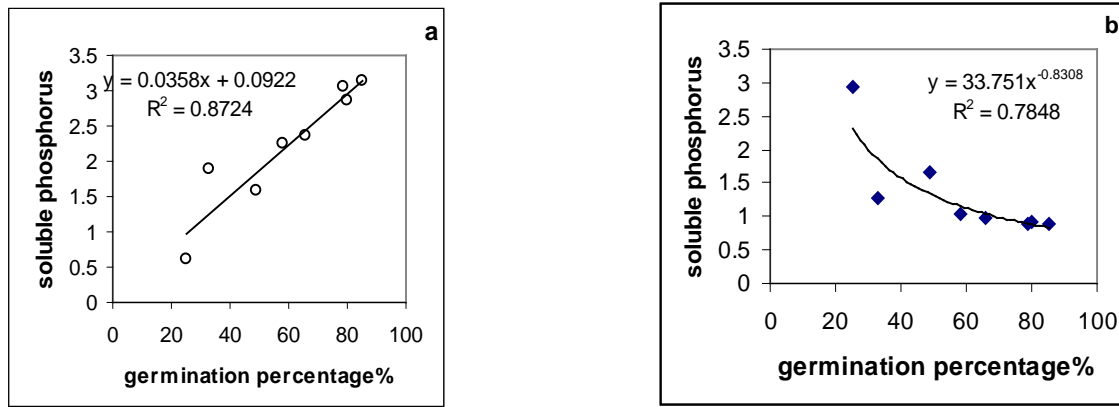 a
3.5
y = 0.0358x + 0.0922
3
R² = 0.8724
2.5
2
1.5
1
0.5
0
0 20 40 60 80 100
soluble phosphorus
germination percentage%
b
3.5
3
y = 33.751x⁻⁰·⁸³⁰⁸
R² = 0.7848
2.5
2
1.5
1
0.5
0
0 20 40 60 80 100
soluble phosphorus
germination percentage%